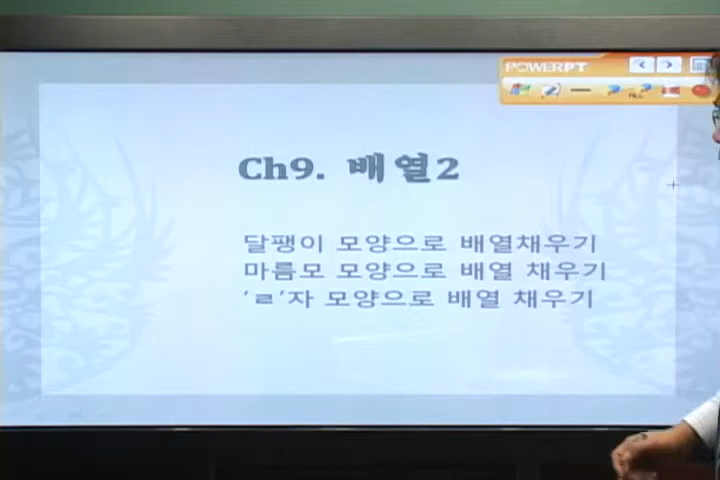 POWERPT
Ch9. 배열2
달팽이 모양으로 배열채우기
마름모 모양으로 배열 채우기
'ㄹ'자 모양으로 배열 채우기